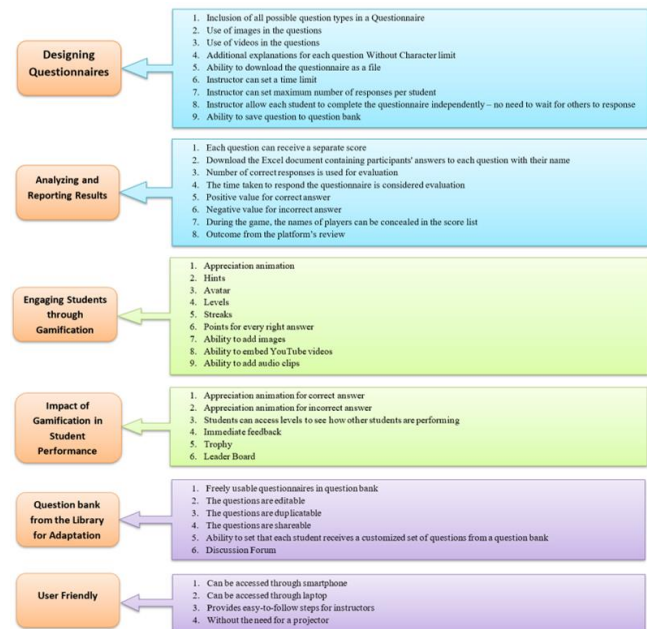 Designing
Questionnaires
1. Inclusion of all possible question types in a Questionnaire
2. Use of images in the questions
3. Use of videos in the questions
4. Additional explanations for each question Without Character limit
5. Ability to download the questionnaire as a file
6. Instructor can set a time limit
7. Instructor can set maximum number of responses per student
8. Instructor allow each student to complete the questionnaire independently – no need to wait for others to response
9. Ability to save question to question bank
Analyzing and
Reporting Results
1. Each question can receive a separate score
2. Download the Excel document containing participants' answers to each question with their name
3. Number of correct responses is used for evaluation
4. The time taken to respond the questionnaire is considered evaluation
5. Positive value for correct answer
6. Negative value for incorrect answer
7. During the game, the names of players can be concealed in the score list
8. Outcome from the platform's review
Engaging Students
through
Gamification
1. Appreciation animation
2. Hints
3. Avatar
4. Levels
5. Streaks
6. Points for every right answer
7. Ability to add images
8. Ability to embed YouTube videos
9. Ability to add audio clips
Impact of
Gamification in
Student
Performance
1. Appreciation animation for correct answer
2. Appreciation animation for incorrect answer
3. Students can access levels to see how other students are performing
4. Immediate feedback
5. Trophy
6. Leader Board
Question bank
from the Library
for Adaptation
1. Freely usable questionnaires in question bank
2. The questions are editable
3. The questions are duplicatable
4. The questions are shareable
5. Ability to set that each student receives a customized set of questions from a question bank
6. Discussion Forum
User Friendly
1. Can be accessed through smartphone
2. Can be accessed through laptop
3. Provides easy-to-follow steps for instructors
4. Without the need for a projector